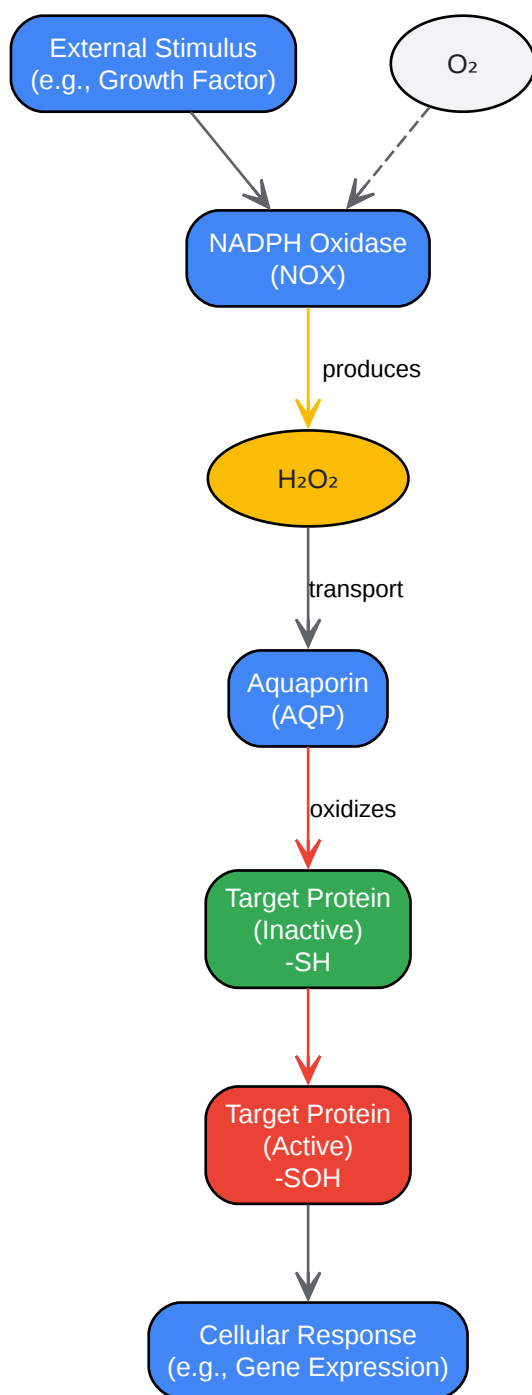 External Stimulus
(e.g., Growth Factor)
O₂
NADPH Oxidase
(NOX)
produces
H₂O₂
transport
Aquaporin
(AQP)
oxidizes
Target Protein
(Inactive)
-SH
Target Protein
(Active)
-SOH
Cellular Response
(e.g., Gene Expression)